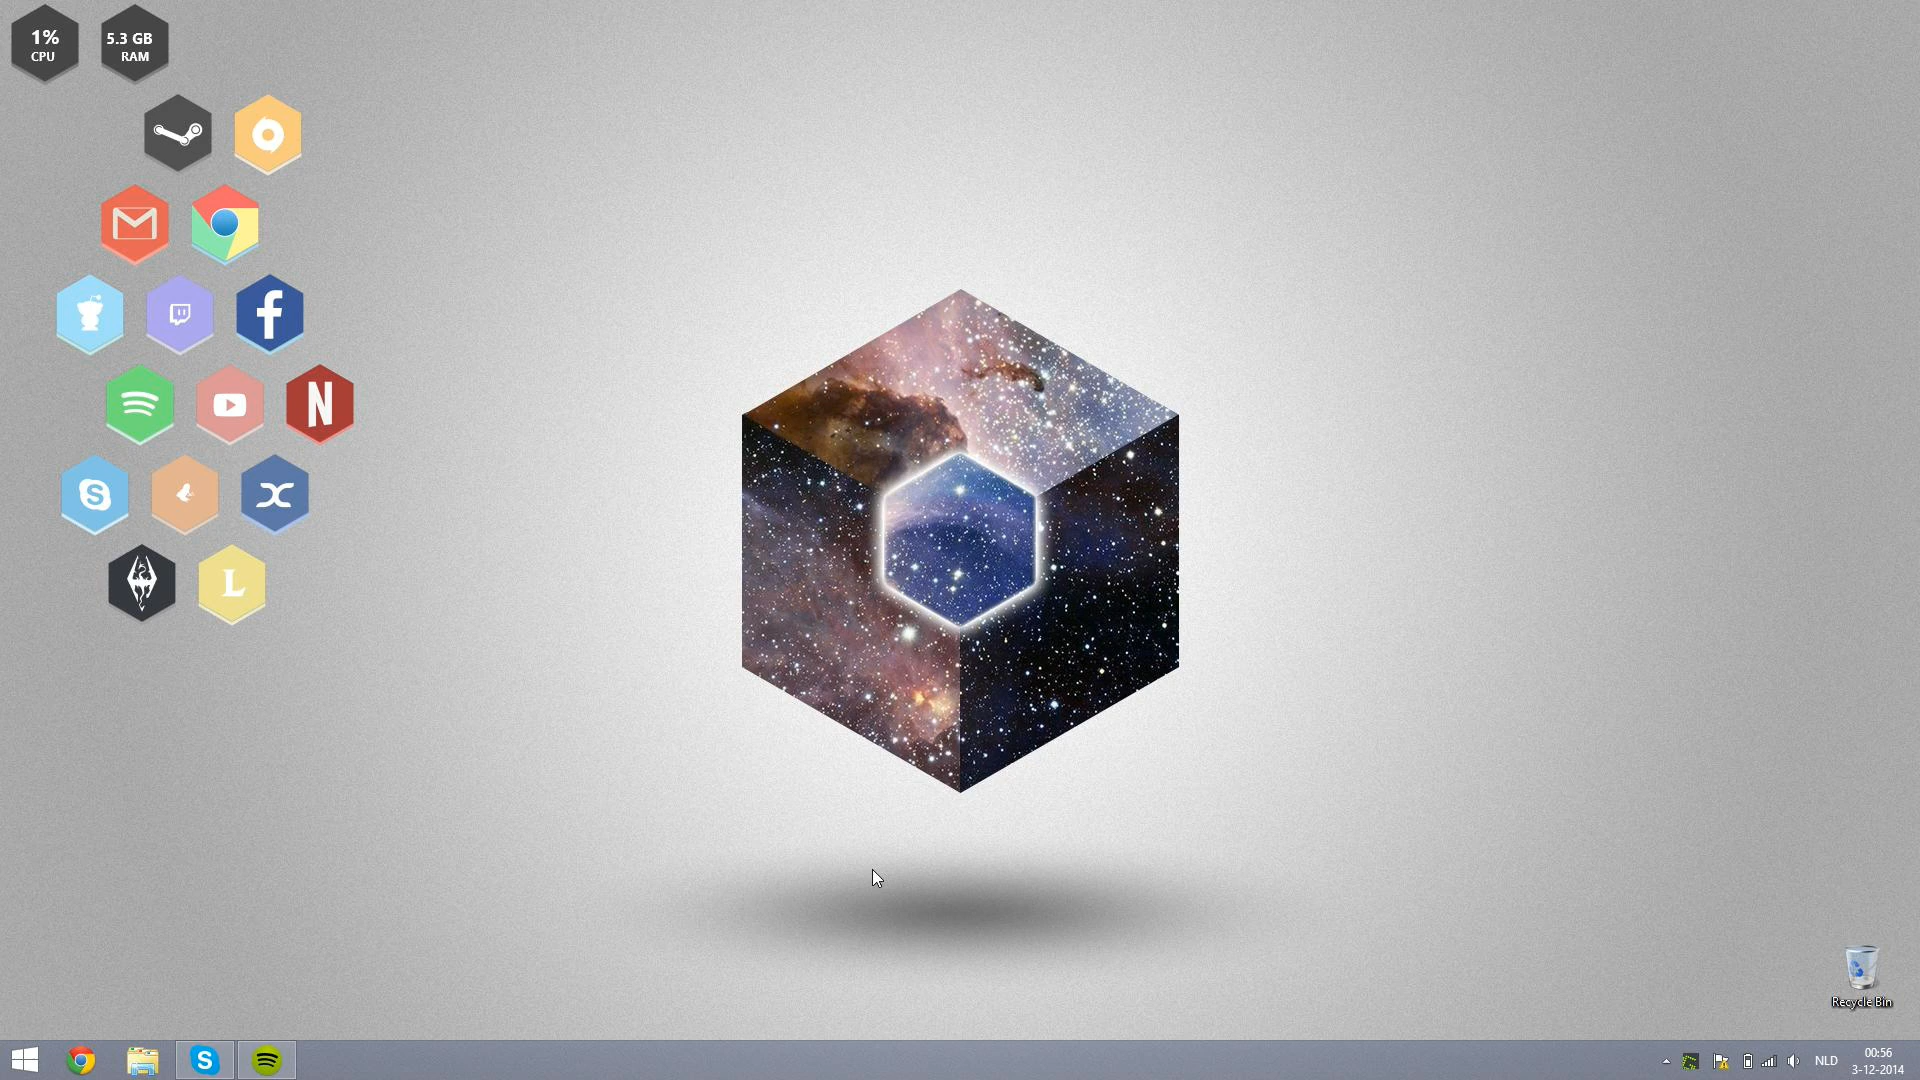 1%
CPU
5.3 GB
RAM
N
S
L
Recycle Bin
S
NLD
00:56
3-12-2014